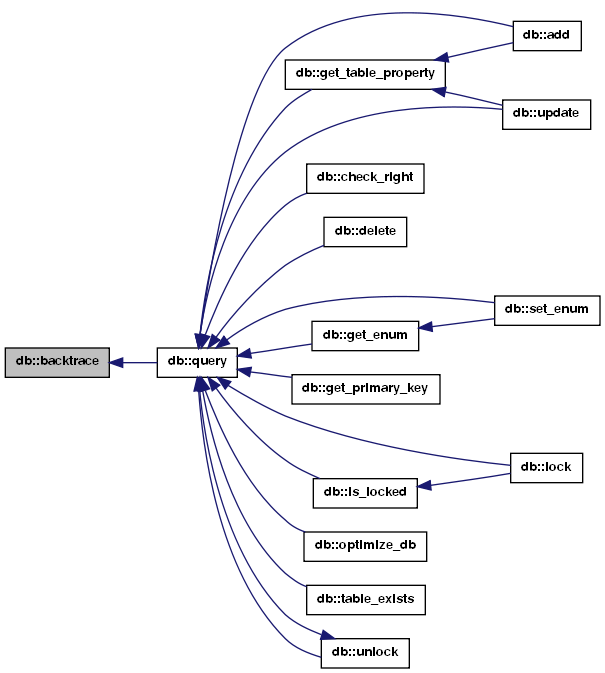 db::add
db::get_table_property
db::update
db::check_right
db::delete
db::set_enum
db::get_enum
db::backtrace
db::query
db::get_primary_key
db::lock
db::is_locked
db::optimize_db
db::table_exists
db::unlock